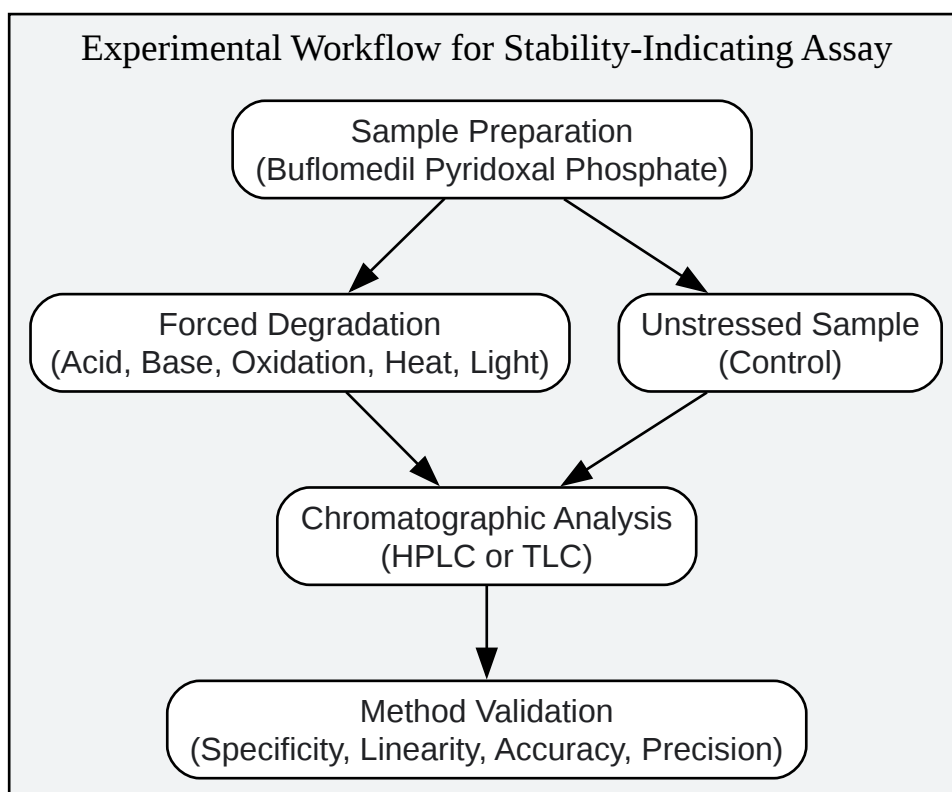 Experimental Workflow for Stability-Indicating Assay
Sample Preparation
(Buflomedil Pyridoxal Phosphate)
Forced Degradation
(Acid, Base, Oxidation, Heat, Light)
Unstressed Sample
(Control)
Chromatographic Analysis
(HPLC or TLC)
Method Validation
(Specificity, Linearity, Accuracy, Precision)